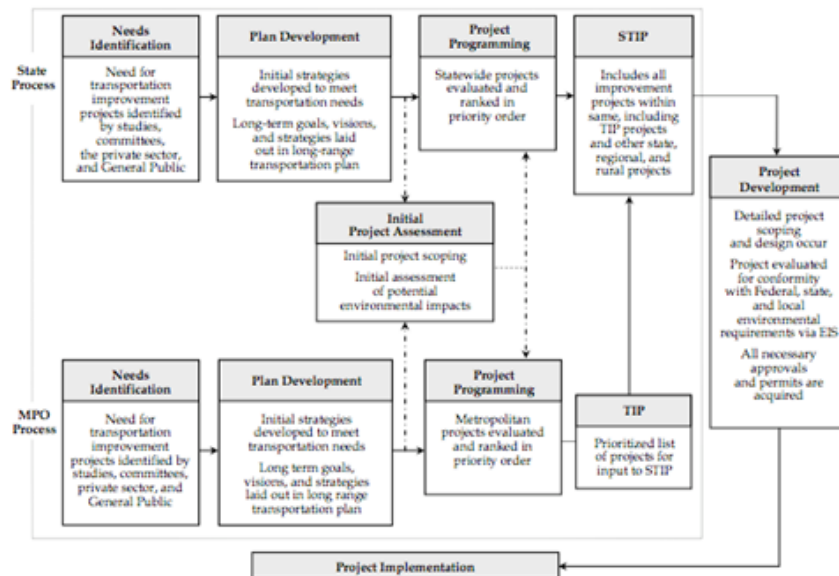 State
Process
Needs
Identification
Need for
transportation
improvement
projects identified
by studies,
committees,
the private sector,
and General Public
Plan Development
Initial strategies
developed to meet
transportation needs
Long-term goals, visions,
and strategies laid
out in long-range
transportation plan
Project
Programming
Statewide projects
evaluated and
ranked in
priority order
STIP
Includes all
improvement
projects within
same, including
TIP projects
and other state,
regional, and
rural projects
Initial
Project Assessment
Initial project scoping
Initial assessment
of potential
environmental impacts
Project
Development
Detailed project
scoping
and design occur
Project evaluated
for conformity
with Federal, state,
and local
environmental
requirements via EIS
All necessary
approvals
and permits are
acquired
MPO
Process
Needs
Identification
Need for
transportation
improvement
projects identified by
studies, committees,
private sector, and
General Public
Plan Development
Initial strategies
developed to meet
transportation needs
Long term goals,
visions, and strategies
laid out in long range
transportation plan
Project
Programming
Metropolitan
projects evaluated
and ranked in
priority order
TIP
Prioritized list
of projects for
input to STIP
Project Implementation